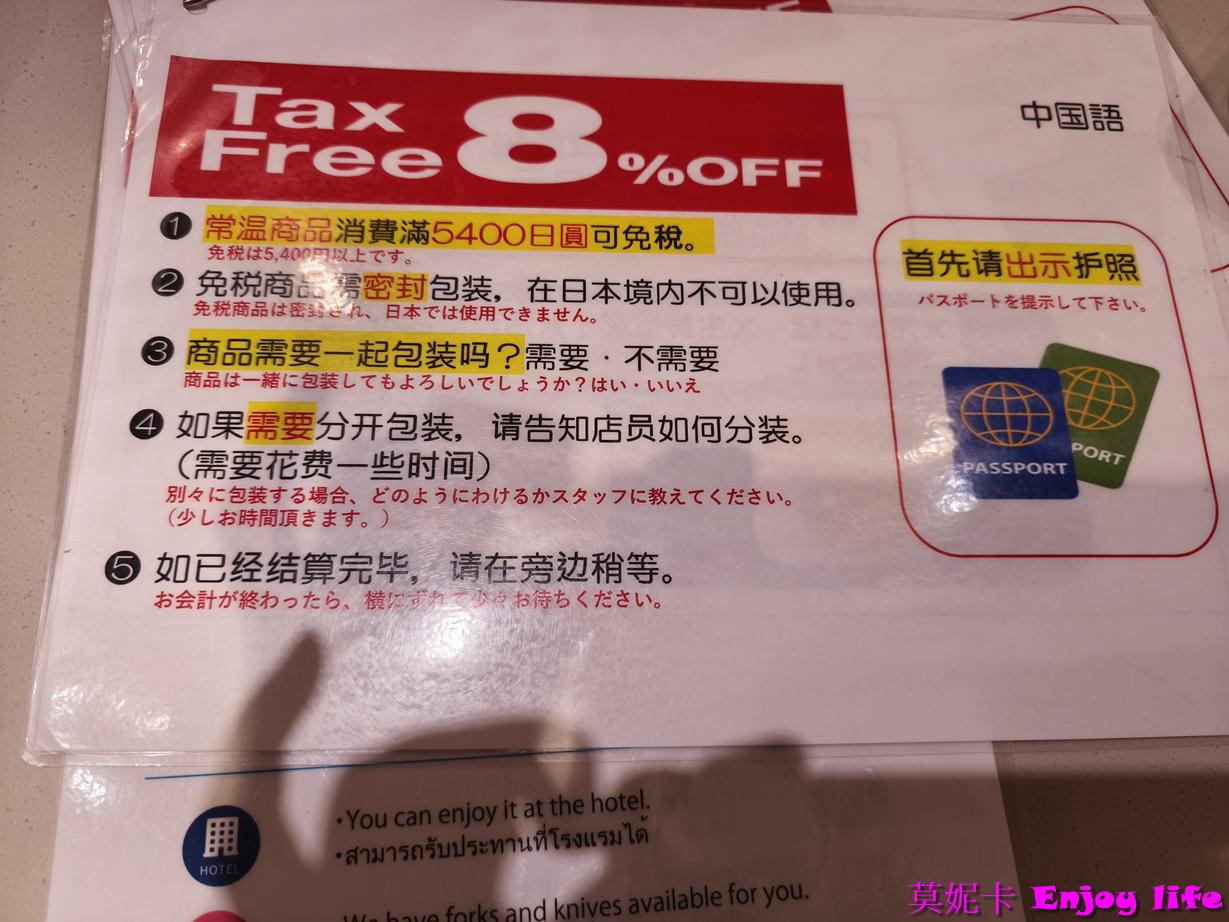 Tax
Free 8%OFF
中国語
❶ 常温商品消費滿5400日圓可免稅。
免税は5,400円以上です。
❷ 免税商品需密封包装，在日本境内不可以使用。
免税商品は密封され、日本では使用できません。
❸ 商品需要一起包装吗？需要・不需要
商品は一緒に包装してもよろしいでしょうか？はい・いいえ
❹ 如果需要分开包装，请告知店员如何分装。
（需要花费一些时间）
別々に包装する場合、どのようにわけるかスタッフに教えてください。
（少しお時間頂きます。）
❺ 如已经结算完毕，请在旁边稍等。
お会計が終わったら、横にずれて少々お待ちください。
首先请出示护照
パスポートを提示して下さい。
PASSPORT
PORT
HOTEL
・You can enjoy it at the hotel.
・สามารถรับประทานที่โรงแรมได้
We have forks and knives available for you.
莫妮卡 Enjoy life